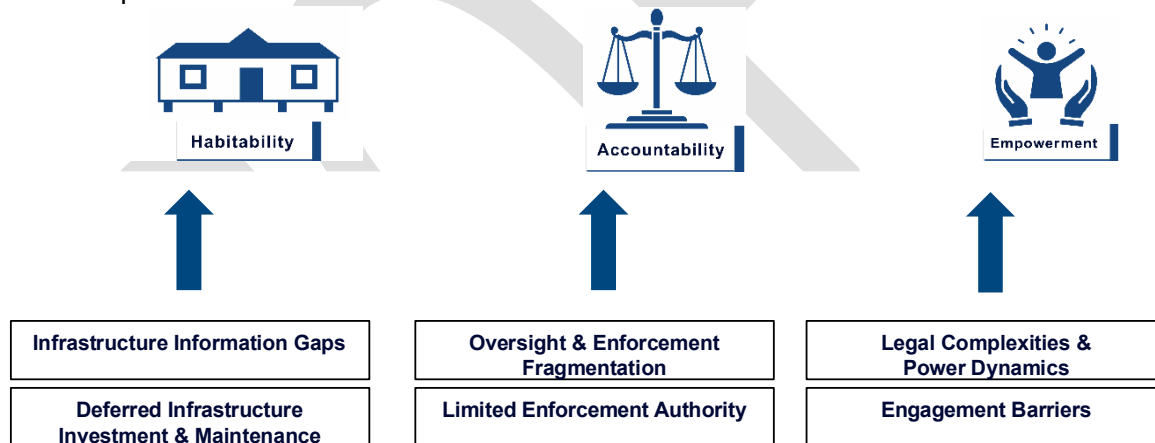 Habitability
Accountability
Empowerment
Infrastructure Information Gaps
Oversight & Enforcement
Fragmentation
Legal Complexities &
Power Dynamics
Deferred Infrastructure
Investment & Maintenance
Limited Enforcement Authority
Engagement Barriers